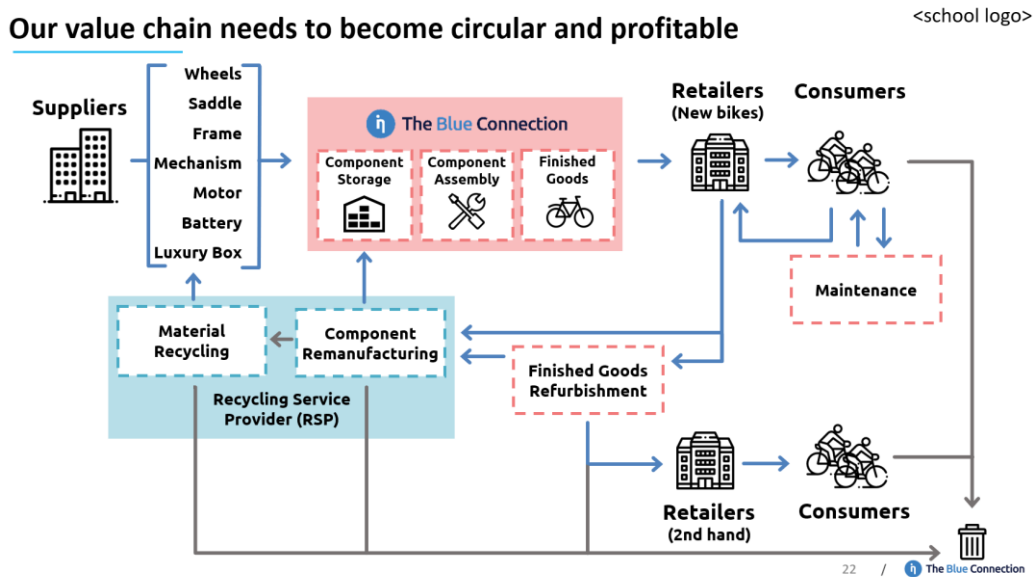 Our value chain needs to become circular and profitable
<school logo>
Suppliers
Wheels
Saddle
Frame
Mechanism
Motor
Battery
Luxury Box
The Blue Connection
Component
Storage
Component
Assembly
Finished
Goods
Retailers
(New bikes)
Consumers
Maintenance
Material
Recycling
Component
Remanufacturing
Recycling Service
Provider (RSP)
Finished Goods
Refurbishment
Retailers
(2nd hand)
Consumers
22 / The Blue Connection